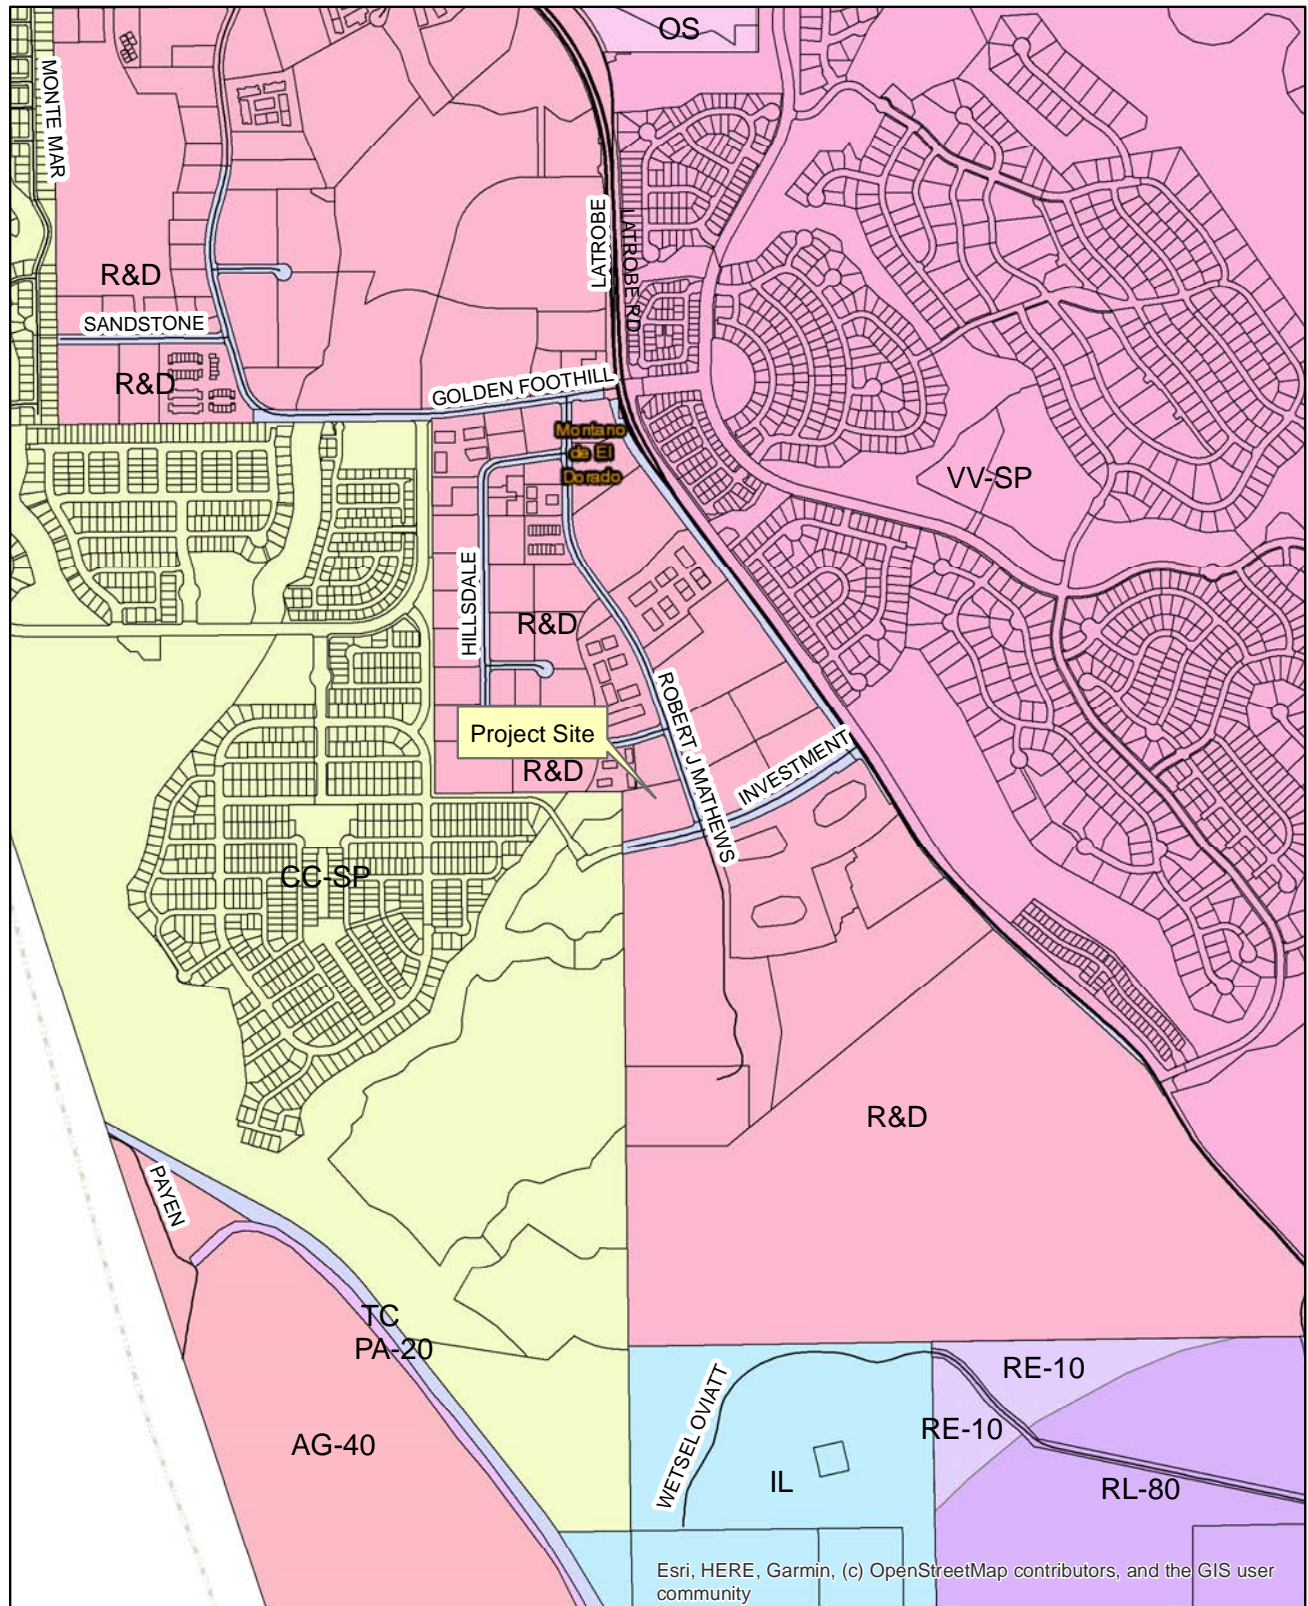 OS
MONTE MAR
LATROBE
LATROBE RD
R&D
SANDSTONE
R&D
GOLDEN FOOTHILL
Montano
de El
Dorado
VV-SP
HILLSDALE
R&D
ROBERT J MATHEWS
Project Site
INVESTMENT
R&D
CC-SP
R&D
PAYEN
TC
PA-20
RE-10
WETSEL OVIATT
RE-10
AG-40
IL
RL-80
Esri, HERE, Garmin, (c) OpenStreetMap contributors, and the GIS user
community